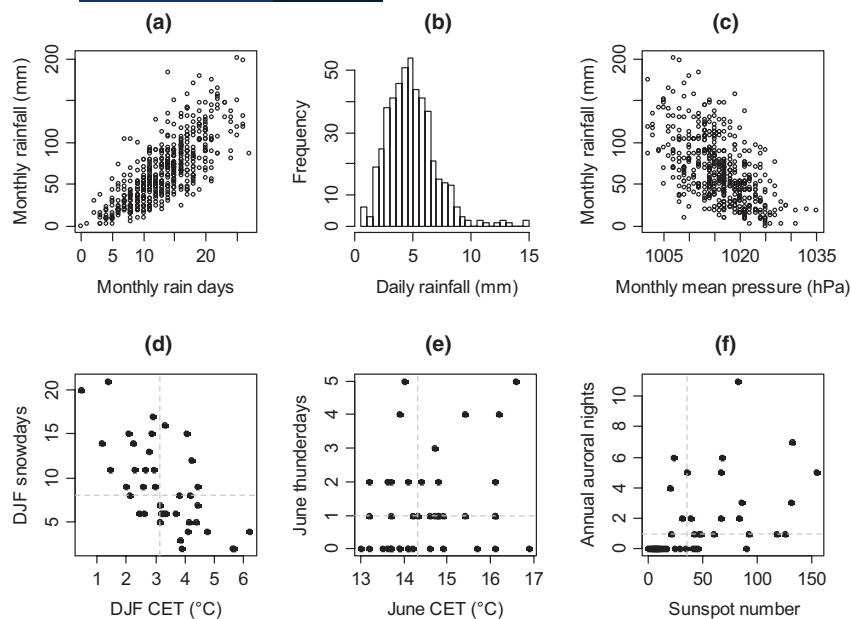 (a)
Monthly rainfall (mm)
200
100
50
0
0 5 10 20
Monthly rain days
(b)
Frequency
50
30
10
0
0 5 10 15
Daily rainfall (mm)
(c)
Monthly rainfall (mm)
200
100
50
0
1005 1020 1035
Monthly mean pressure (hPa)
(d)
DJF snowdays
20
15
10
5
1 2 3 4 5 6
DJF CET (°C)
(e)
June thunderdays
5
4
3
2
1
0
13 14 15 16 17
June CET (°C)
(f)
Annual auroral nights
10
8
6
4
2
0
0 50 100 150
Sunspot number